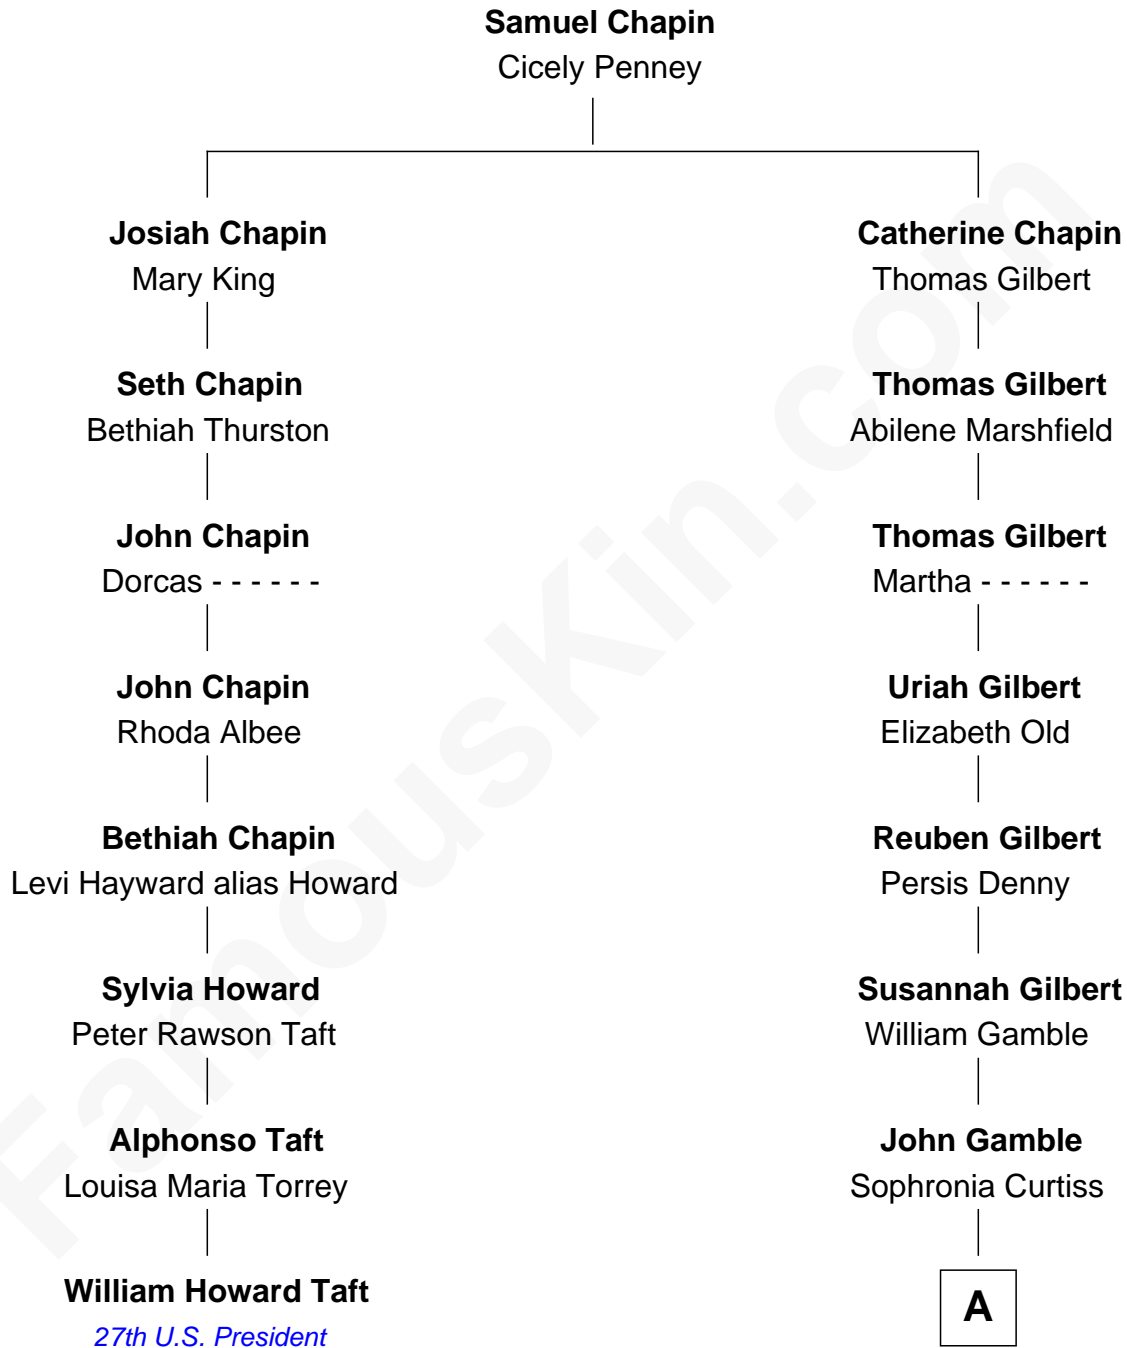 Samuel Chapin
Cicely Penney
Josiah Chapin
Mary King
Catherine Chapin
Thomas Gilbert
Seth Chapin
Bethiah Thurston
Thomas Gilbert
Abilene Marshfield
John Chapin
Dorcas - - - - - -
Thomas Gilbert
Martha - - - - - -
John Chapin
Rhoda Albee
Uriah Gilbert
Elizabeth Old
Bethiah Chapin
Levi Hayward alias Howard
Reuben Gilbert
Persis Denny
Sylvia Howard
Peter Rawson Taft
Susannah Gilbert
William Gamble
Alphonso Taft
Louisa Maria Torrey
John Gamble
Sophronia Curtiss
William Howard Taft
27th U.S. President
A
FamousKin.com